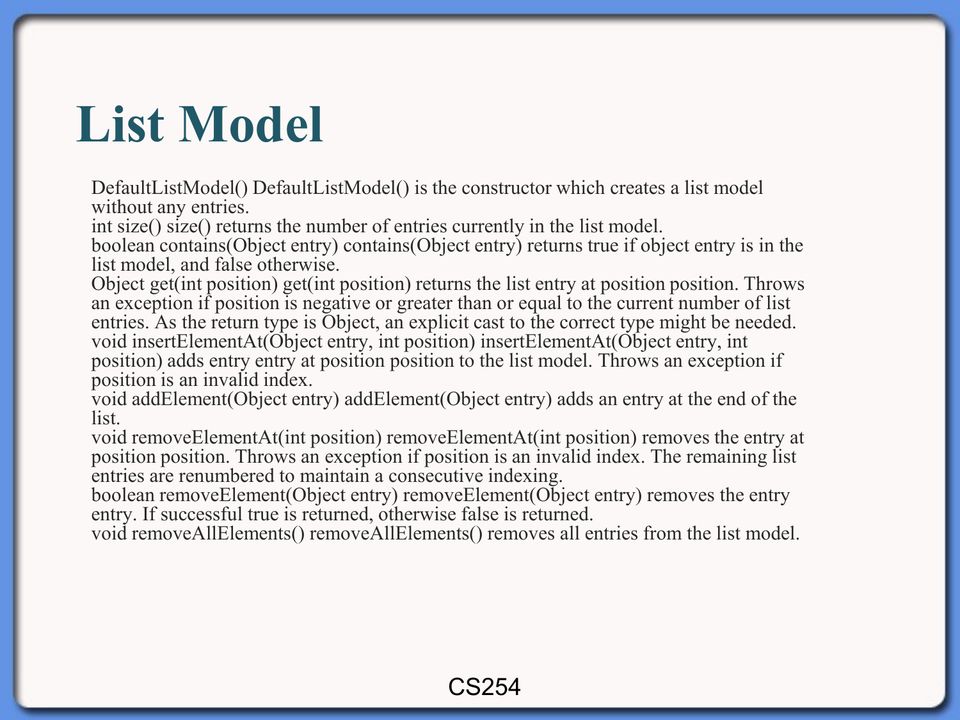 List Model
DefaultListModel() DefaultListModel() is the constructor which creates a list model
without any entries.
int size() size() returns the number of entries currently in the list model.
boolean contains(Object entry) contains(Object entry) returns true if object entry is in the
list model, and false otherwise.
Object get(int position) get(int position) returns the list entry at position position. Throws
an exception if position is negative or greater than or equal to the current number of list
entries. As the return type is Object, an explicit cast to the correct type might be needed.
void insertElementAt(Object entry, int position) insertElementAt(Object entry, int
position) adds entry entry at position position to the list model. Throws an exception if
position is an invalid index.
void addElement(Object entry) addElement(Object entry) adds an entry at the end of the
list.
void removeElementAt(int position) removeElementAt(int position) removes the entry at
position position. Throws an exception if position is an invalid index. The remaining list
entries are renumbered to maintain a consecutive indexing.
boolean removeElement(Object entry) removeElement(Object entry) removes the entry
entry. If successful true is returned, otherwise false is returned.
void removeAllElements() removeAllElements() removes all entries from the list model.
CS254